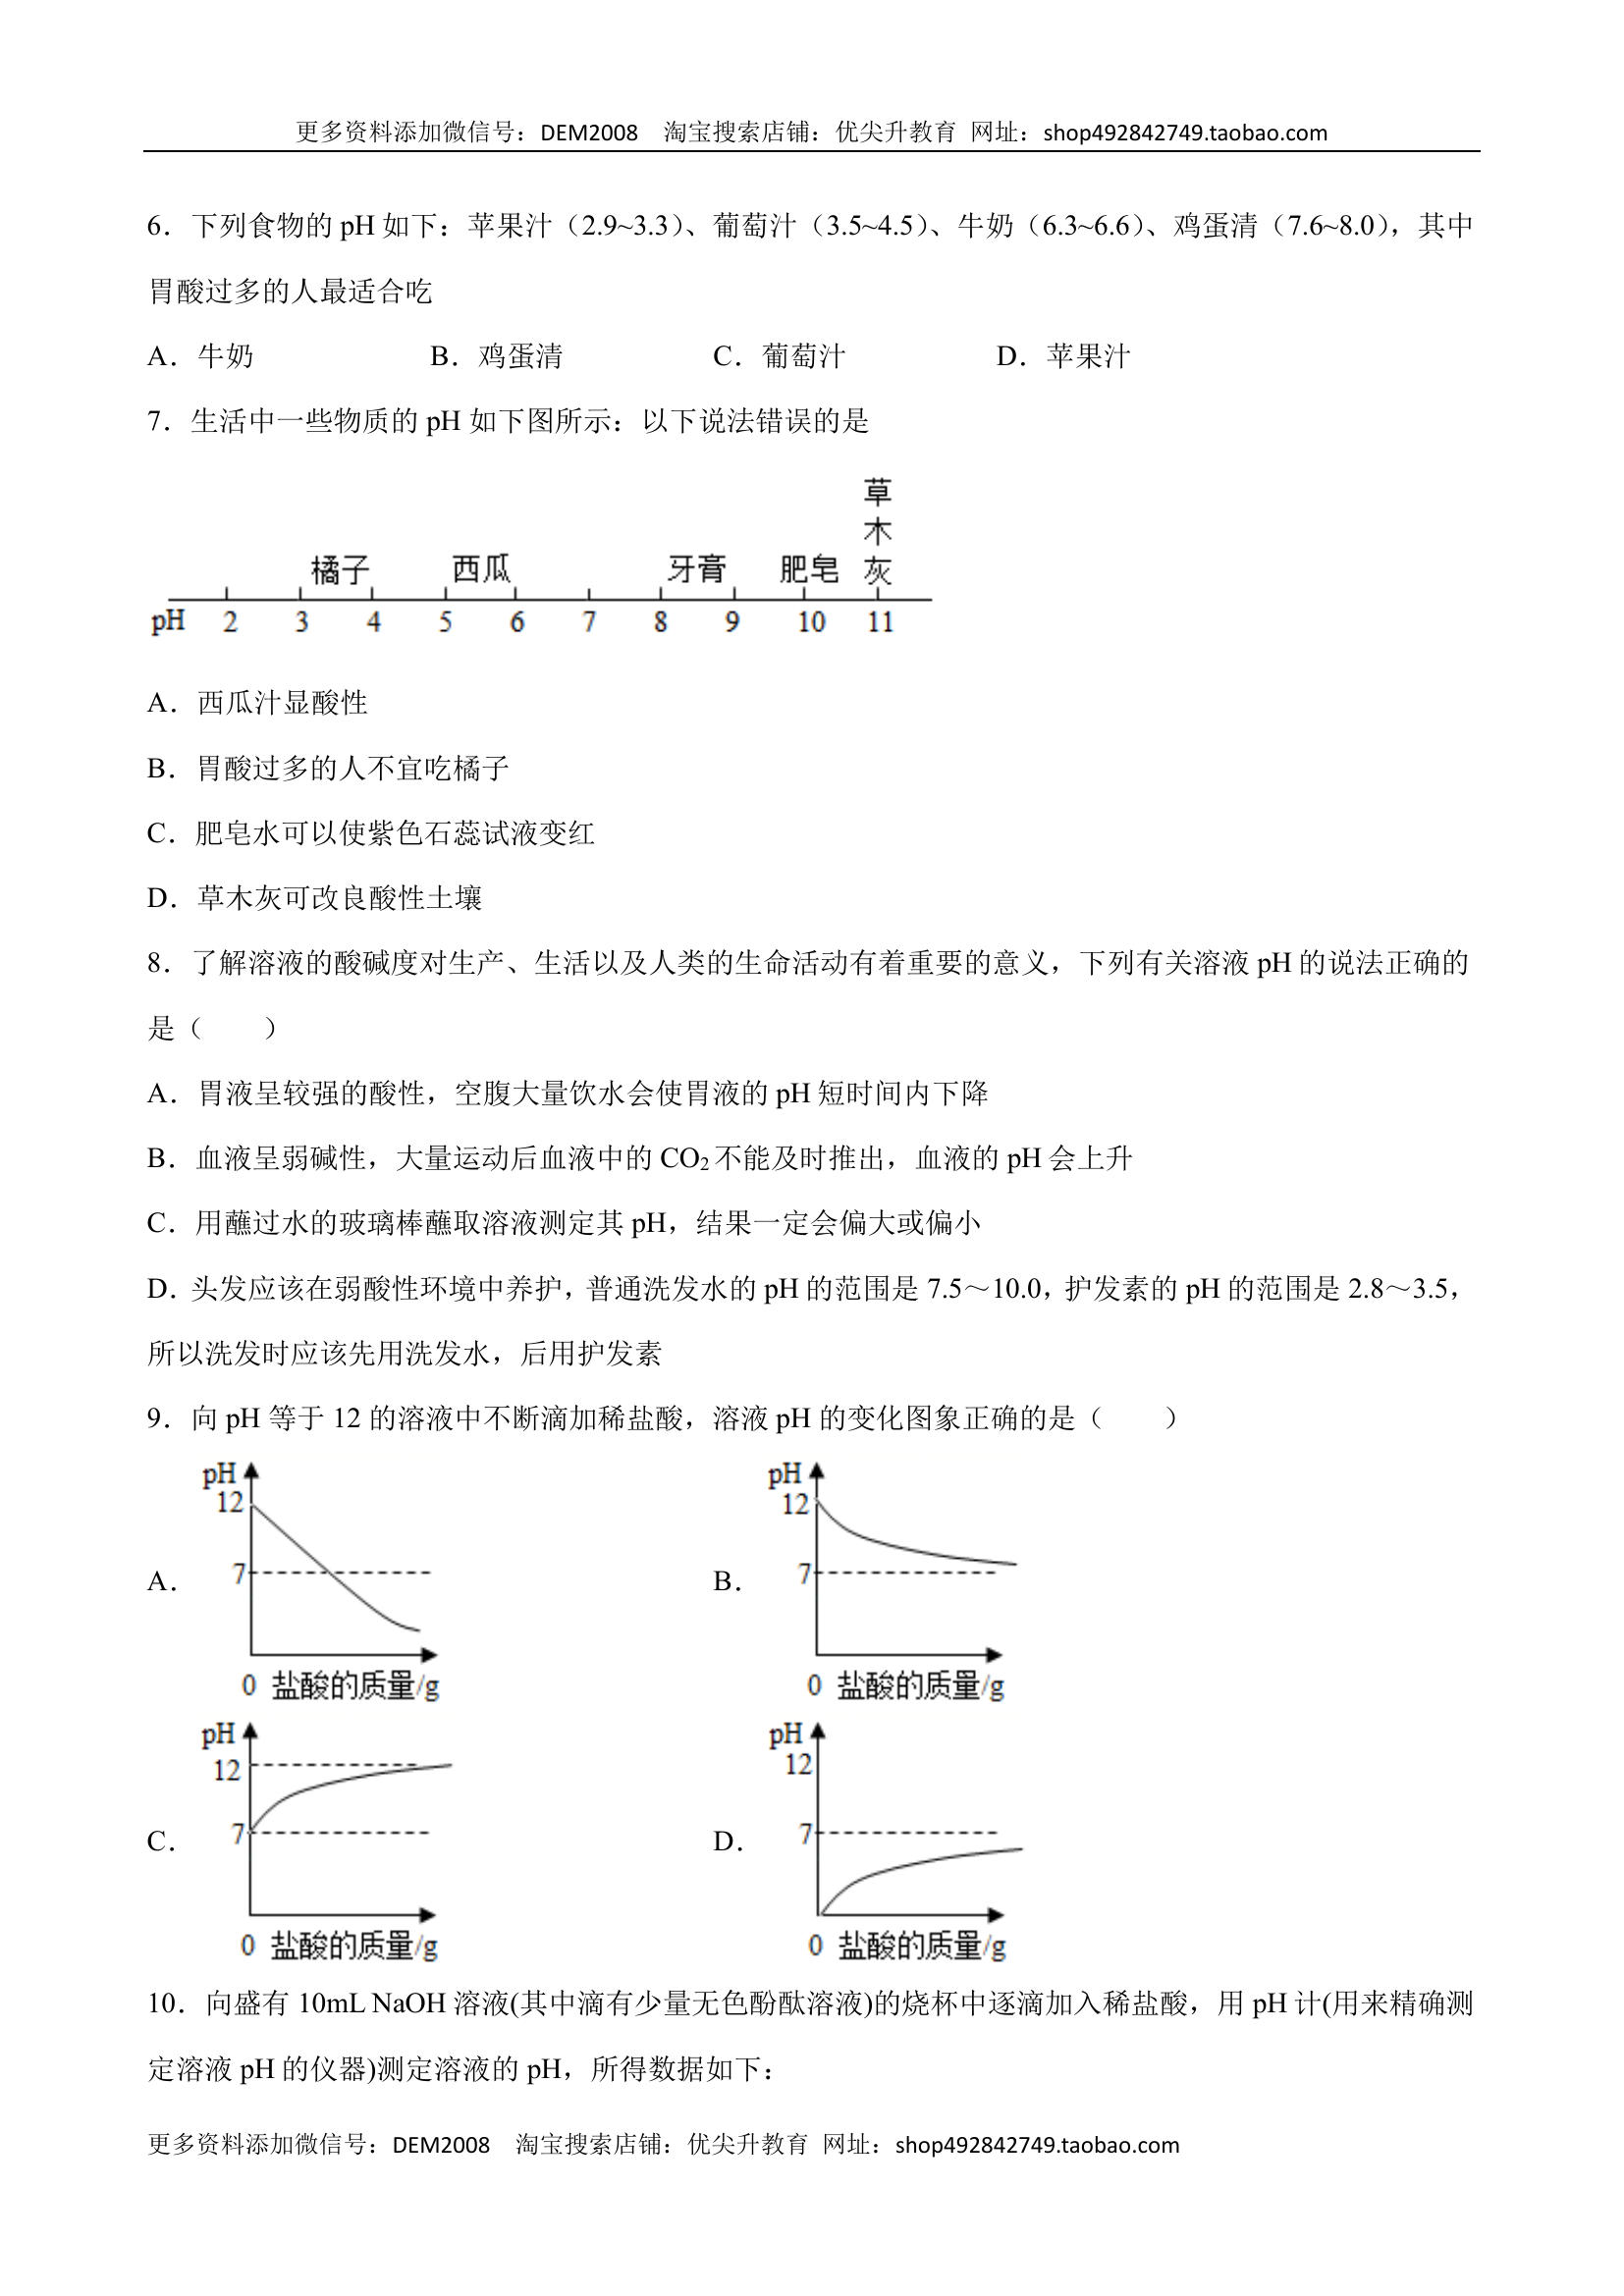 更多资料添加微信号：DEM2008 淘宝搜索店铺：优尖升教育 网址：shop492842749.taobao.com
6．下列食物的 pH 如下：苹果汁（2.9~3.3）、葡萄汁（3.5~4.5）、牛奶（6.3~6.6）、鸡蛋清（7.6~8.0），其中
胃酸过多的人最适合吃
A．牛奶 B．鸡蛋清 C．葡萄汁 D．苹果汁
7．生活中一些物质的 pH 如下图所示：以下说法错误的是
橘子 西瓜 牙膏 肥皂 草木灰
pH 2 3 4 5 6 7 8 9 10 11
A．西瓜汁显酸性
B．胃酸过多的人不宜吃橘子
C．肥皂水可以使紫色石蕊试液变红
D．草木灰可改良酸性土壤
8．了解溶液的酸碱度对生产、生活以及人类的生命活动有着重要的意义，下列有关溶液 pH 的说法正确的
是（  ）
A．胃液呈较强的酸性，空腹大量饮水会使胃液的 pH 短时间内下降
B．血液呈弱碱性，大量运动后血液中的 CO₂ 不能及时推出，血液的 pH 会上升
C．用蘸过水的玻璃棒蘸取溶液测定其 pH，结果一定会偏大或偏小
D．头发应该在弱酸性环境中养护，普通洗发水的 pH 的范围是 7.5～10.0，护发素的 pH 的范围是 2.8～3.5，
所以洗发时应该先用洗发水，后用护发素
9．向 pH 等于 12 的溶液中不断滴加稀盐酸，溶液 pH 的变化图象正确的是（  ）
A．
pH
12
7
0 盐酸的质量/g
B．
pH
12
7
0 盐酸的质量/g
C．
pH
12
7
0 盐酸的质量/g
D．
pH
12
7
0 盐酸的质量/g
10．向盛有 10mL NaOH 溶液(其中滴有少量无色酚酞溶液)的烧杯中逐滴加入稀盐酸，用 pH 计(用来精确测
定溶液 pH 的仪器)测定溶液的 pH，所得数据如下：
更多资料添加微信号：DEM2008 淘宝搜索店铺：优尖升教育 网址：shop492842749.taobao.com